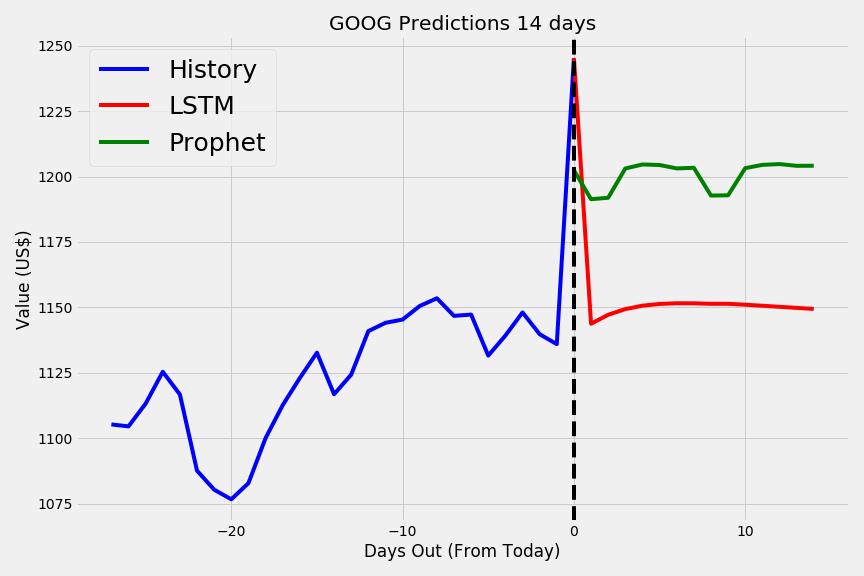 GOOG Predictions 14 days
History
LSTM
Prophet
1250
1225
1200
1175
1150
1125
1100
1075
Value (US$)
−20
−10
0
10
Days Out (From Today)